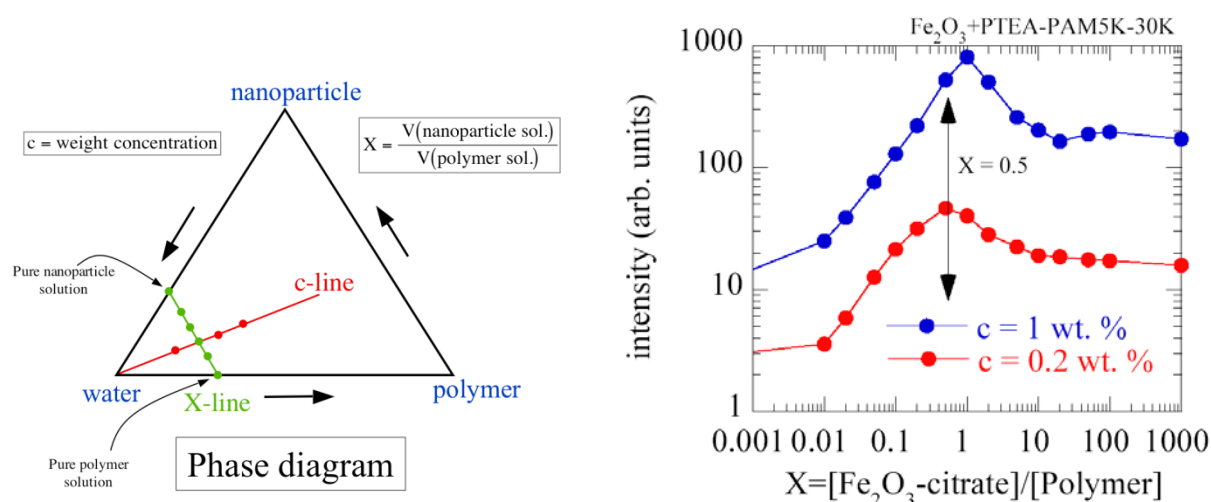 nanoparticle
c = weight concentration
X = V(nanoparticle sol.)
V(polymer sol.)
Pure nanoparticle
solution
c-line
water
polymer
X-line
Pure polymer
solution
Phase diagram
Fe₂O₃+PTEA-PAM5K-30K
1000
100
10
1
intensity (arb. units)
X = 0.5
c = 1 wt. %
c = 0.2 wt. %
0.001 0.01 0.1 1 10 100 1000
X=[Fe₂O₃-citrate]/[Polymer]